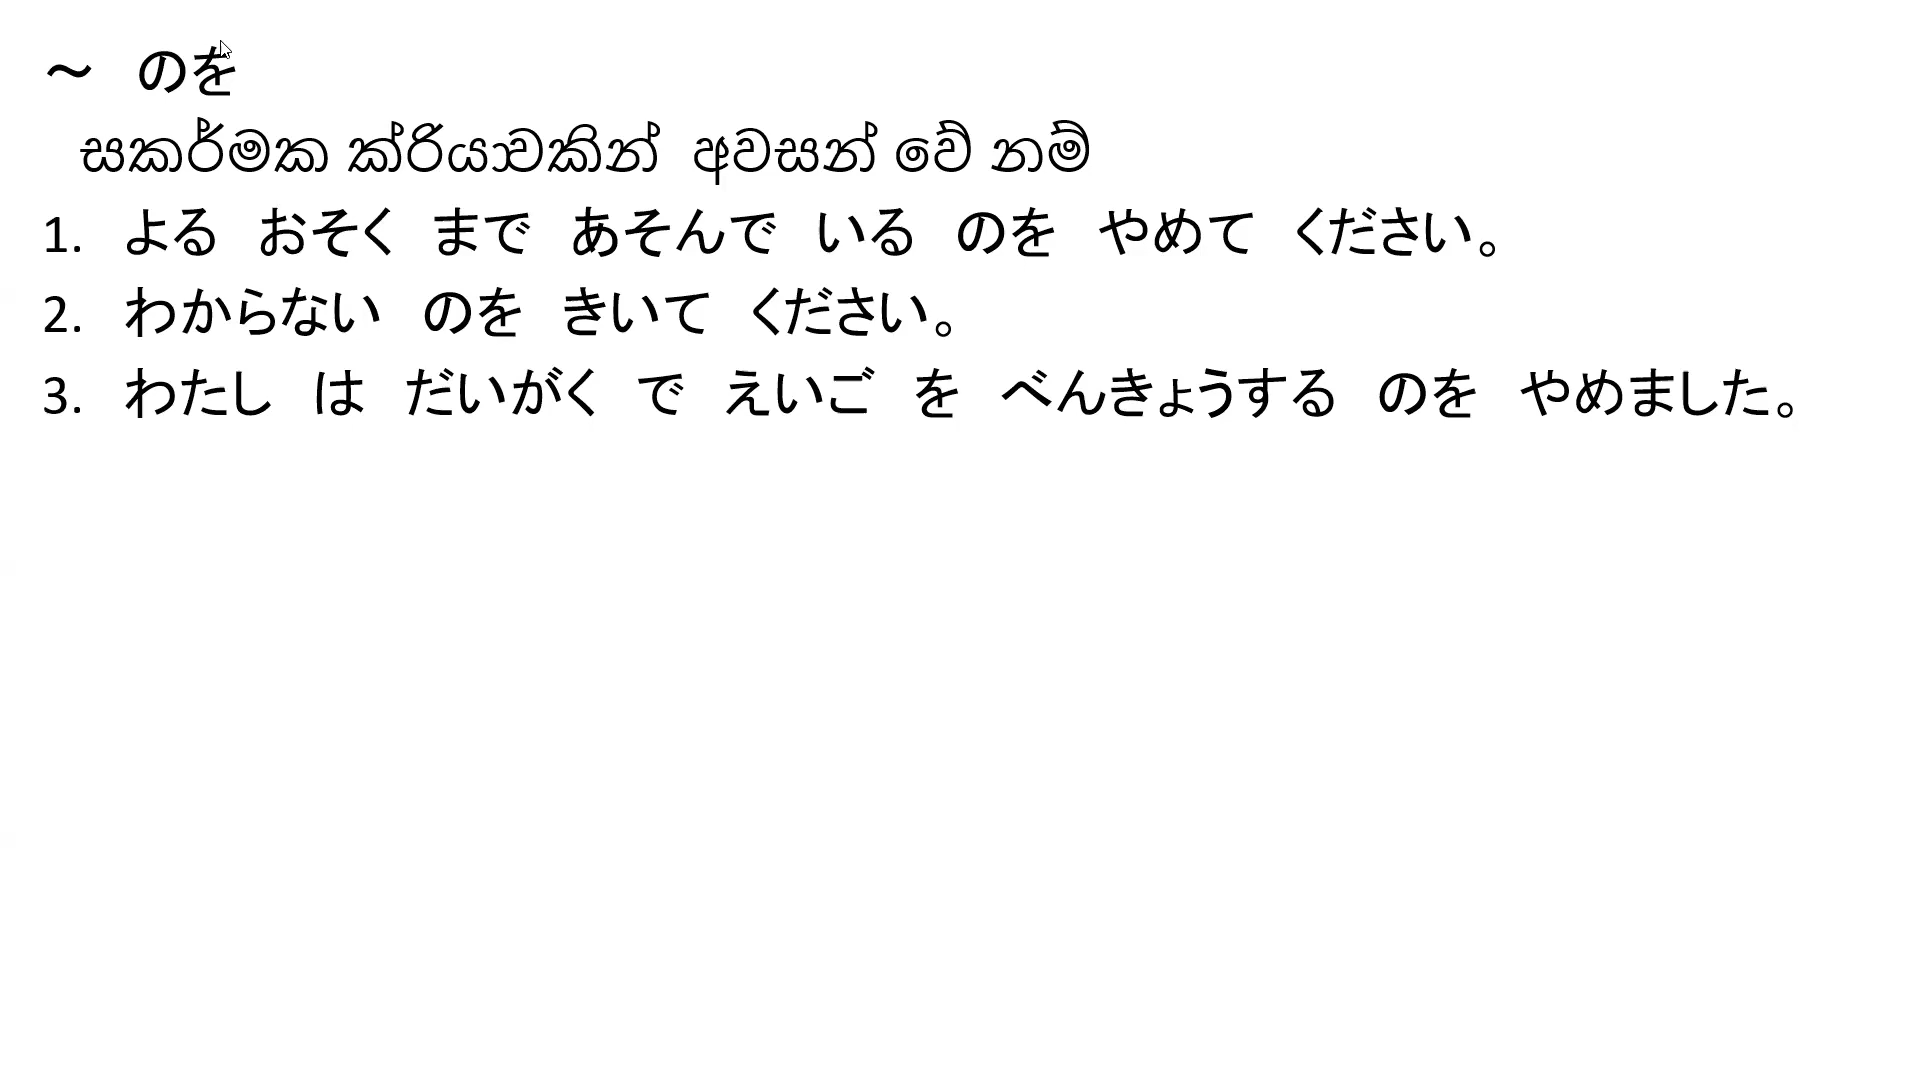 ～　のを
සකර්මක ක්රියාවකින්  අවසන් වේ නම්
1. よる　おそく　まで　あそんで　いる　のを　やめて　ください。
2. わからない　のを　きいて　ください。
3. わたし　は　だいがく　で　えいご　を　べんきょうする　のを　やめました。